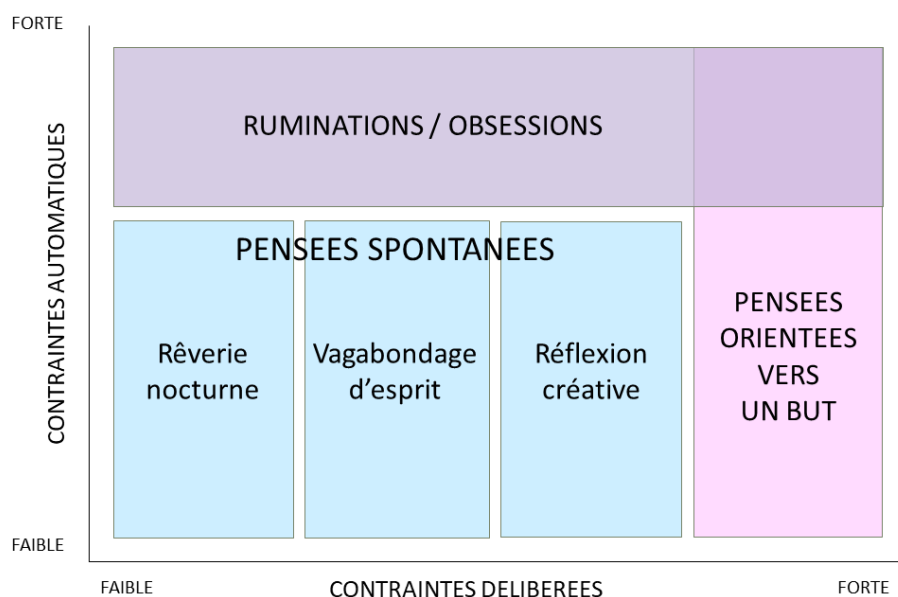 FORTE
CONTRAINTES AUTOMATIQUES
RUMINATIONS / OBSESSIONS
PENSEES SPONTANEES
Rêverie
nocturne
Vagabondage
d’esprit
Réflexion
créative
PENSEES
ORIENTEES
VERS
UN BUT
FAIBLE
FAIBLE
CONTRAINTES DELIBEREES
FORTE